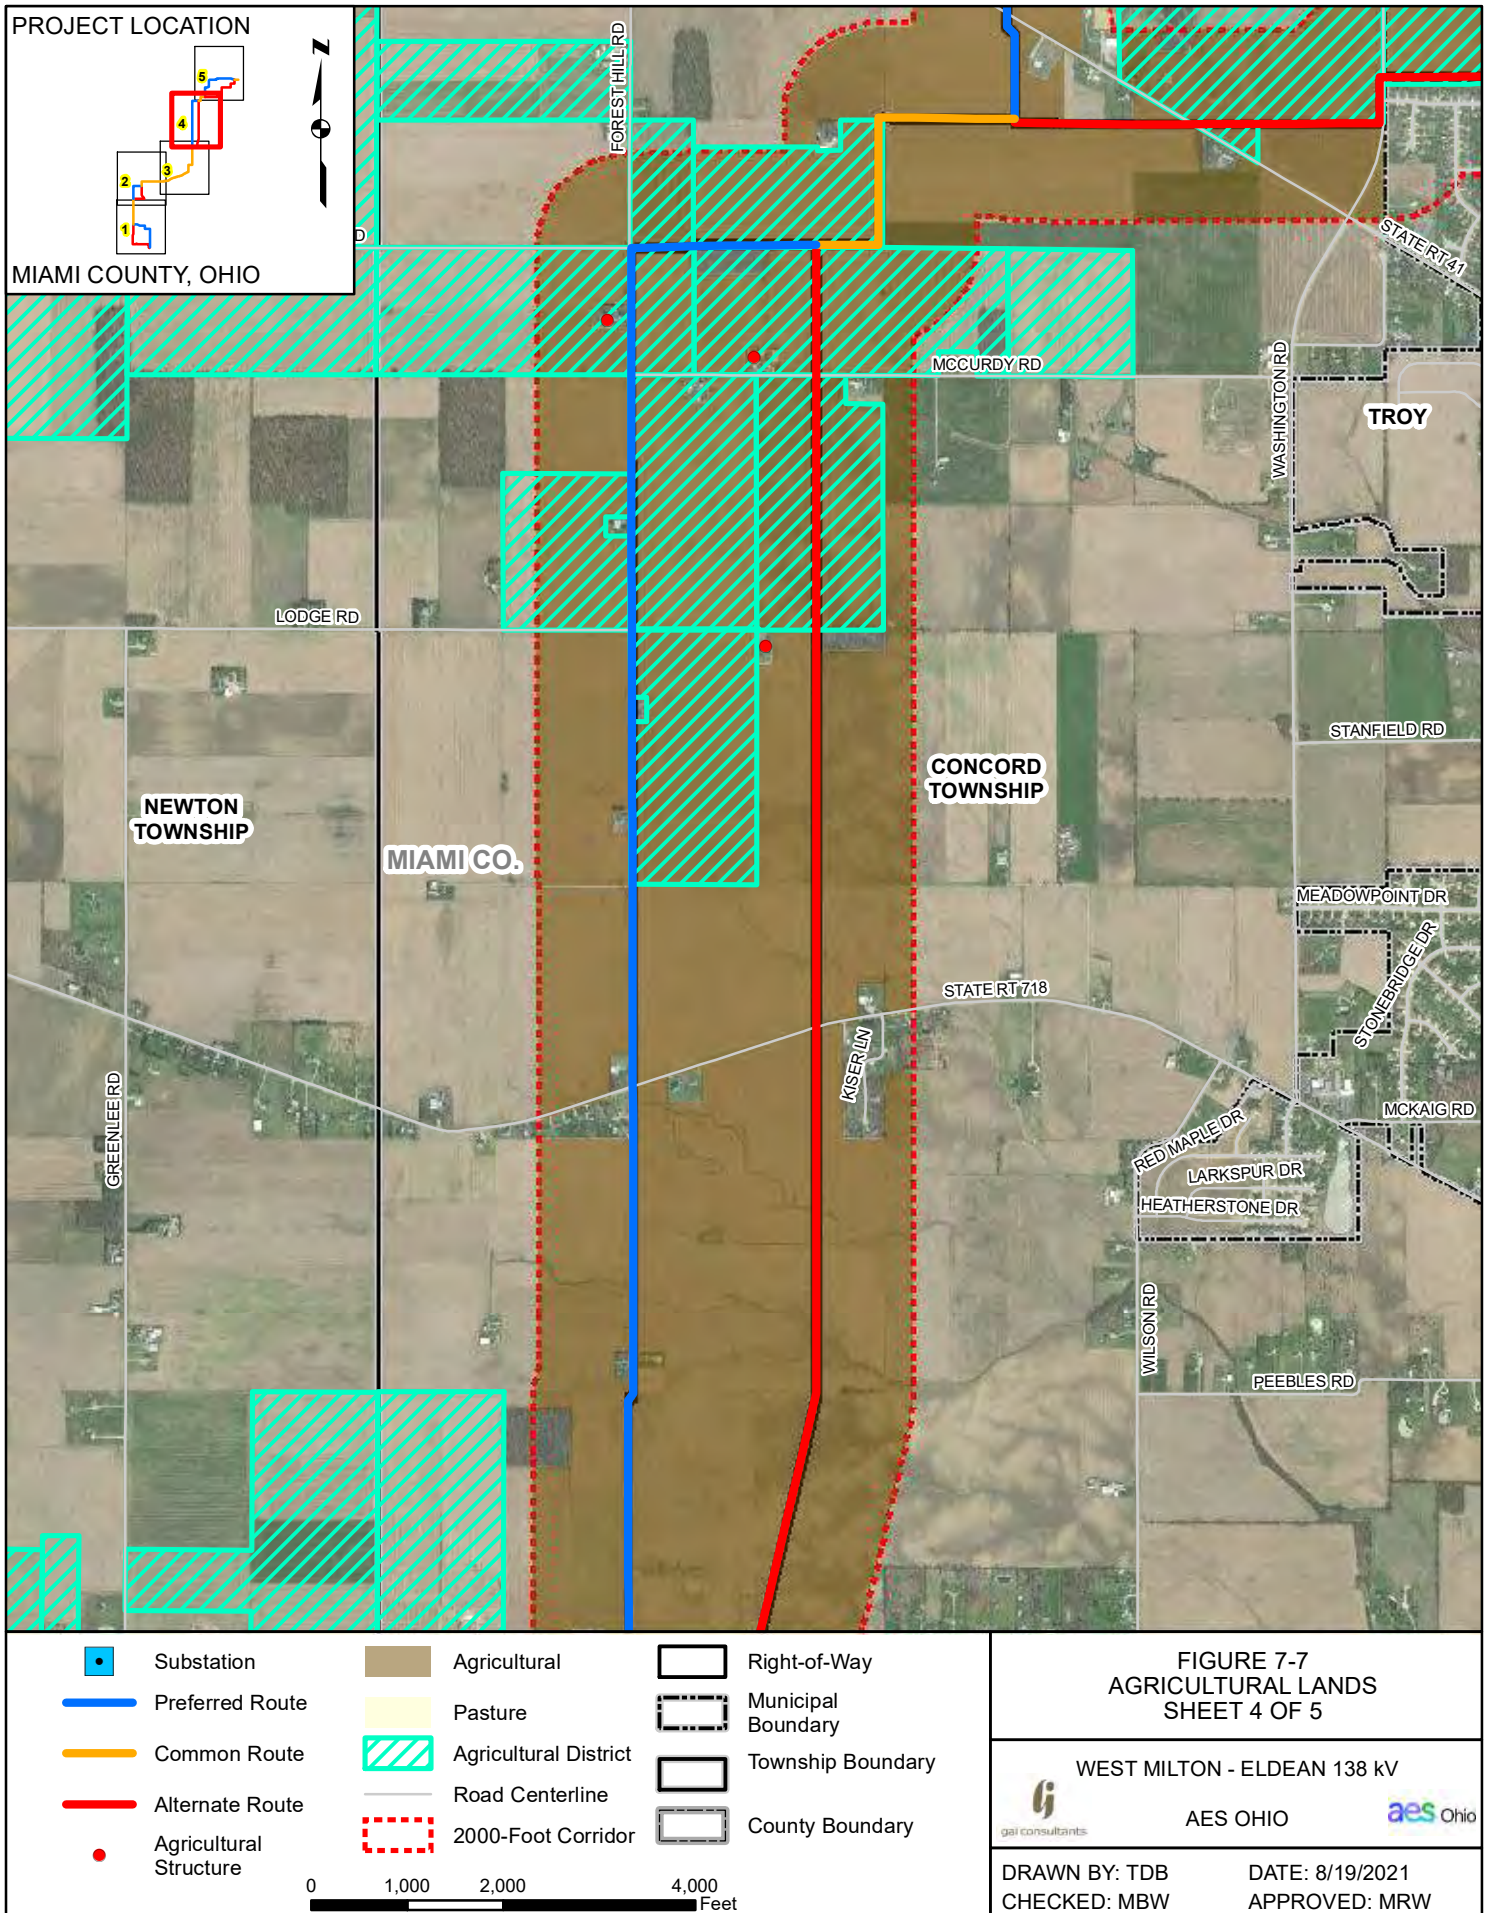 PROJECT LOCATION
N
5
4
3
2
1
MIAMI COUNTY, OHIO
FOREST HILL RD
D
STATE RT 41
MCCURDY RD
WASHINGTON RD
TROY
LODGE RD
STANFIELD RD
CONCORD
TOWNSHIP
NEWTON
TOWNSHIP
MIAMI CO.
MEADOWPOINT DR
STONEBRIDGE DR
STATE RT 718
KISER LN
GREENLEE RD
MCKAIG RD
RED MAPLE DR
LARKSPUR DR
HEATHERSTONE DR
WILSON RD
PEEBLES RD
Substation
Preferred Route
Common Route
Alternate Route
Agricultural
Structure
Agricultural
Pasture
Agricultural District
Road Centerline
2000-Foot Corridor
Right-of-Way
Municipal
Boundary
Township Boundary
County Boundary
0 1,000 2,000 4,000
Feet
FIGURE 7-7
AGRICULTURAL LANDS
SHEET 4 OF 5
WEST MILTON - ELDEAN 138 kV
AES OHIO
gai consultants
aes Ohio
DRAWN BY: TDB DATE: 8/19/2021
CHECKED: MBW APPROVED: MRW